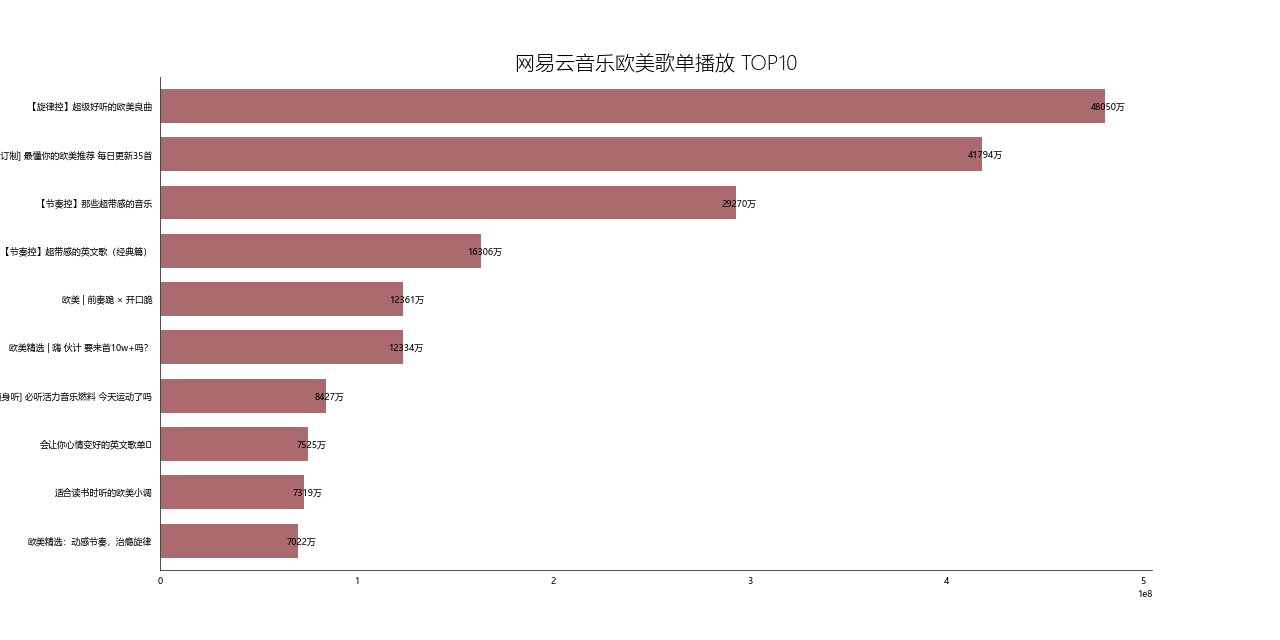 网易云音乐欧美歌单播放 TOP10
【旋律控】超级好听的欧美良曲
48050万
订制] 最懂你的欧美推荐 每日更新35首
41794万
【节奏控】那些超带感的音乐
29270万
【节奏控】超带感的英文歌（经典篇）
16306万
欧美 | 前奏跪 × 开口脆
12361万
欧美精选 | 嗨 伙计 要来首10w+吗?
12334万
身听] 必听活力音乐燃料 今天运动了吗
8427万
会让你心情变好的英文歌单
7525万
适合读书时听的欧美小调
7319万
欧美精选：动感节奏，治愈旋律
7022万
0 1 2 3 4 5
1e8